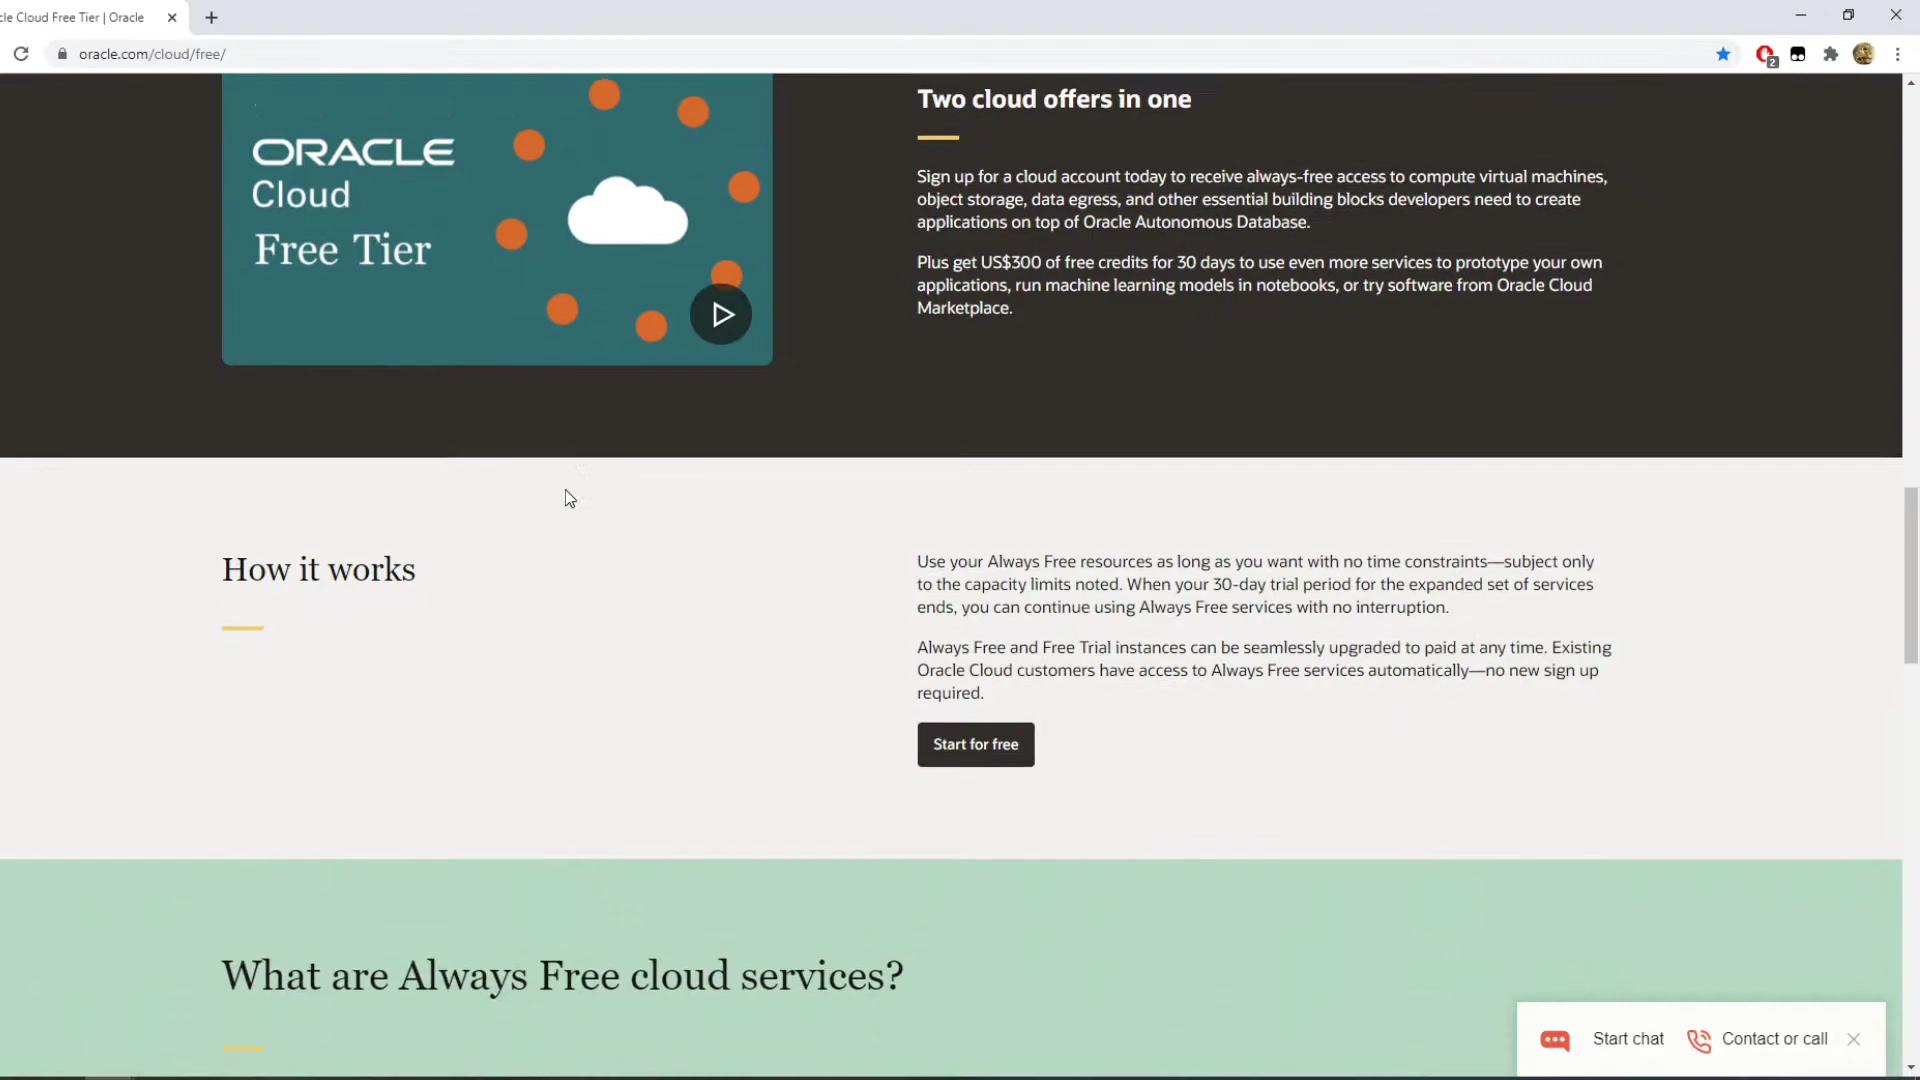 cle Cloud Free Tier | Oracle
oracle.com/cloud/free/
2
ORACLE
Cloud
Free Tier
Two cloud offers in one
Sign up for a cloud account today to receive always-free access to compute virtual machines,
object storage, data egress, and other essential building blocks developers need to create
applications on top of Oracle Autonomous Database.
Plus get US$300 of free credits for 30 days to use even more services to prototype your own
applications, run machine learning models in notebooks, or try software from Oracle Cloud
Marketplace.
How it works
Use your Always Free resources as long as you want with no time constraints—subject only
to the capacity limits noted. When your 30-day trial period for the expanded set of services
ends, you can continue using Always Free services with no interruption.
Always Free and Free Trial instances can be seamlessly upgraded to paid at any time. Existing
Oracle Cloud customers have access to Always Free services automatically—no new sign up
required.
Start for free
What are Always Free cloud services?
Start chat
Contact or call